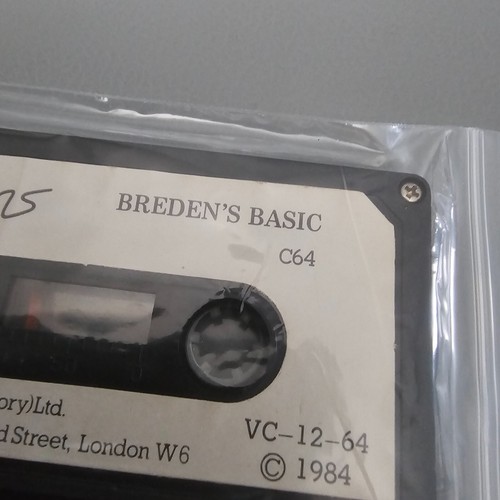 25
BREDEN'S BASIC
C64
ory)Ltd.
d Street, London W6
VC-12-64
© 1984